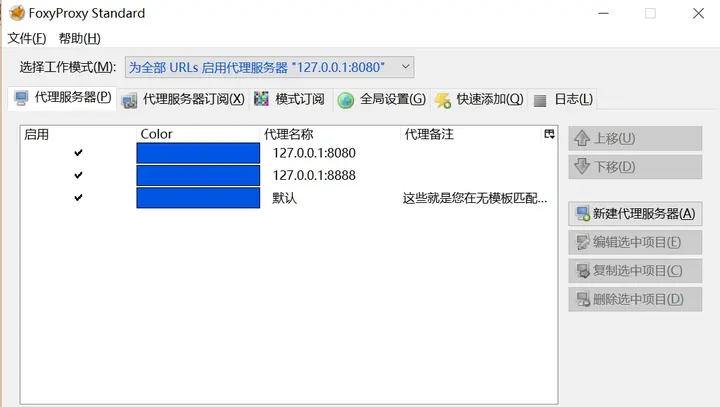 FoxyProxy Standard
文件(F) 帮助(H)
选择工作模式(M): 为全部 URLs 启用代理服务器 "127.0.0.1:8080"
代理服务器(P) 代理服务器订阅(X) 模式订阅 全局设置(G) 快速添加(Q) 日志(L)
启用 Color 代理名称 代理备注
127.0.0.1:8080
127.0.0.1:8888
默认 这些就是您在无模板匹配...
上移(U)
下移(D)
新建代理服务器(A)
编辑选中项目(E)
复制选中项目(C)
删除选中项目(D)